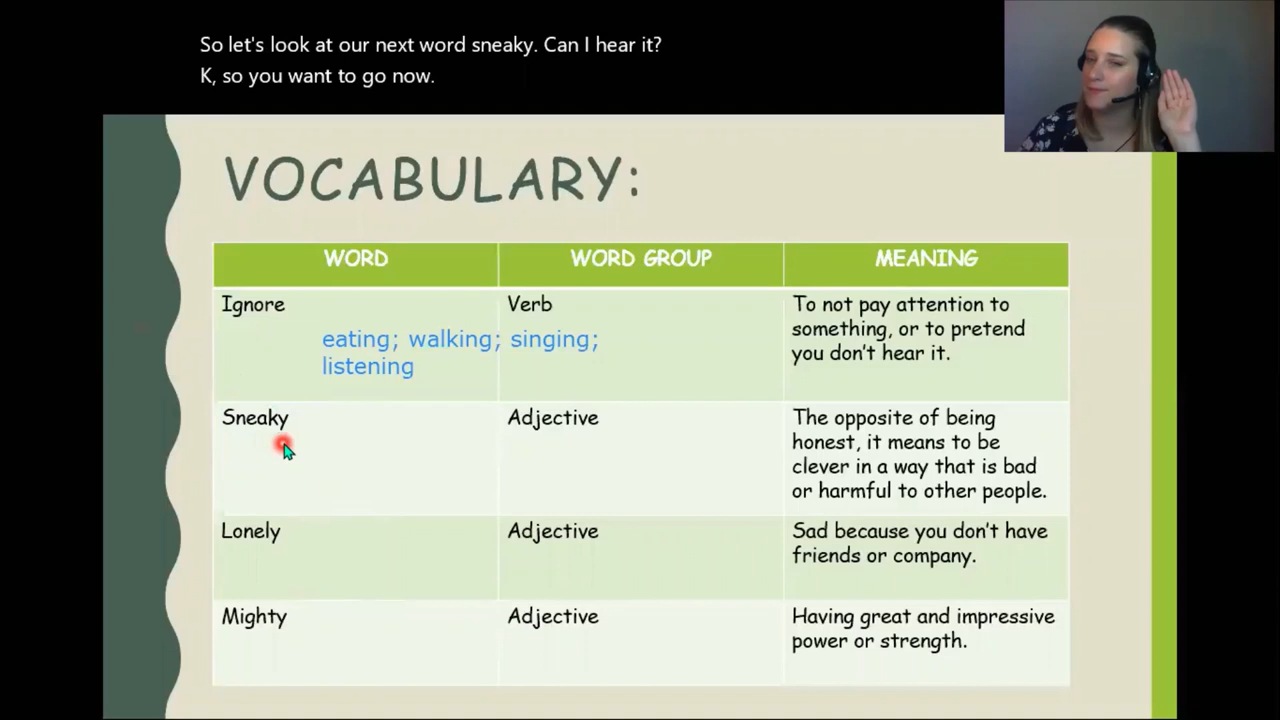 So let's look at our next word sneaky. Can I hear it?
K, so you want to go now.
VOCABULARY:
WORD WORD GROUP MEANING
Ignore Verb To not pay attention to
something, or to pretend
you don't hear it.
eating; walking; singing;
listening
Sneaky Adjective The opposite of being
honest, it means to be
clever in a way that is bad
or harmful to other people.
Lonely Adjective Sad because you don't have
friends or company.
Mighty Adjective Having great and impressive
power or strength.